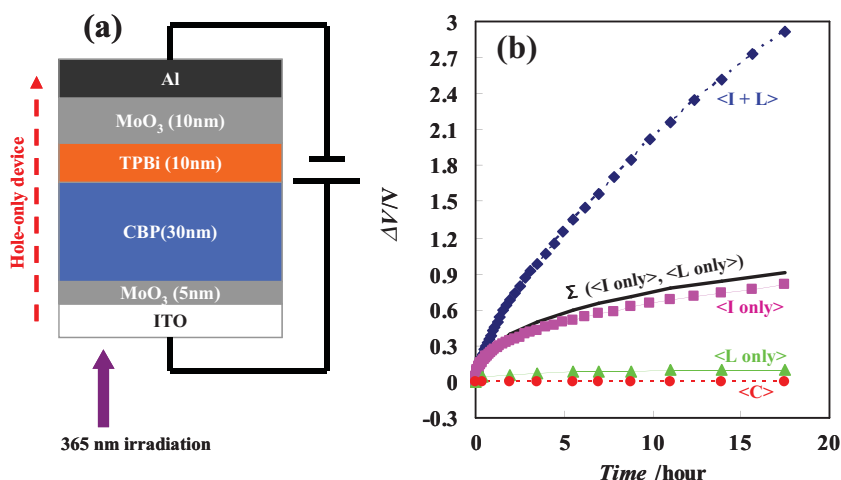 (a)
Hole-only device
Al
MoO₃ (10nm)
TPBi (10nm)
CBP(30nm)
MoO₃ (5nm)
ITO
365 nm irradiation
(b)
ΔV/V
3
2.7
2.4
2.1
1.8
1.5
1.2
0.9
0.6
0.3
0
-0.3
<I + L>
Σ (<I only>, <L only>)
<I only>
<L only>
<C>
0 5 10 15 20
Time /hour